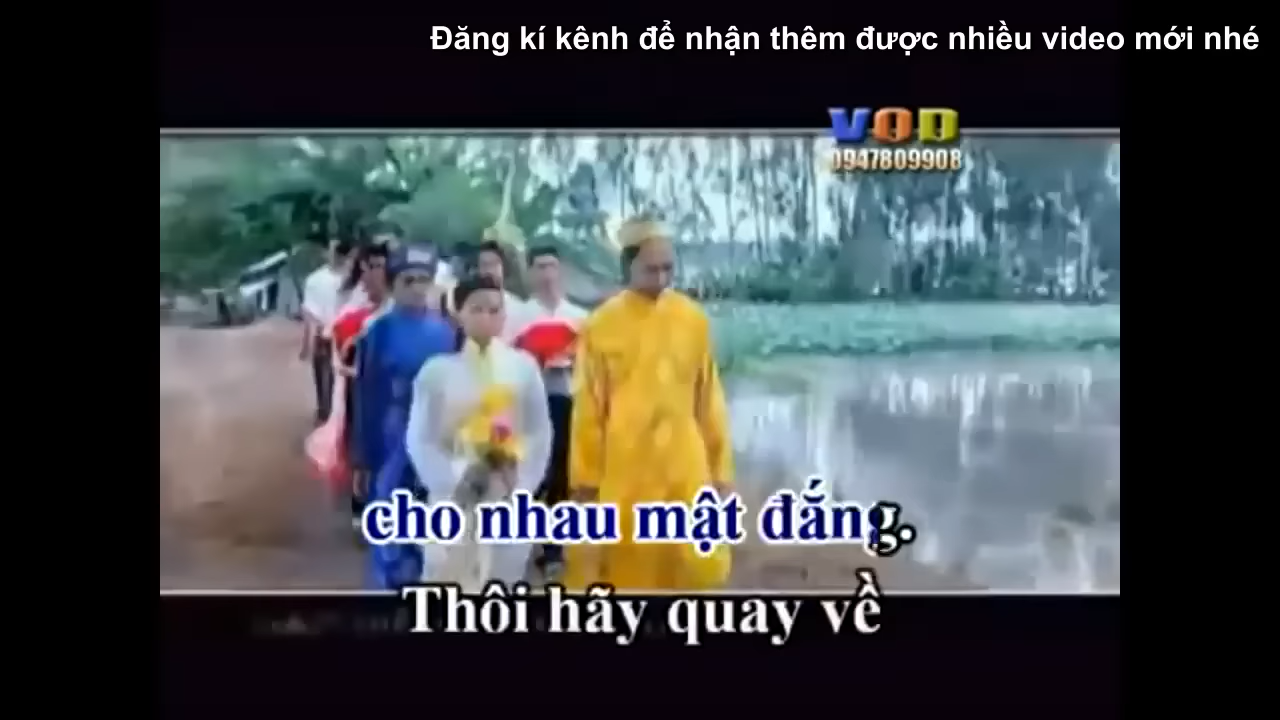 Đăng kí kênh để nhận thêm được nhiều video mới nhé
VOD
0947809908
cho nhau mật đắng.
Thôi hãy quay về